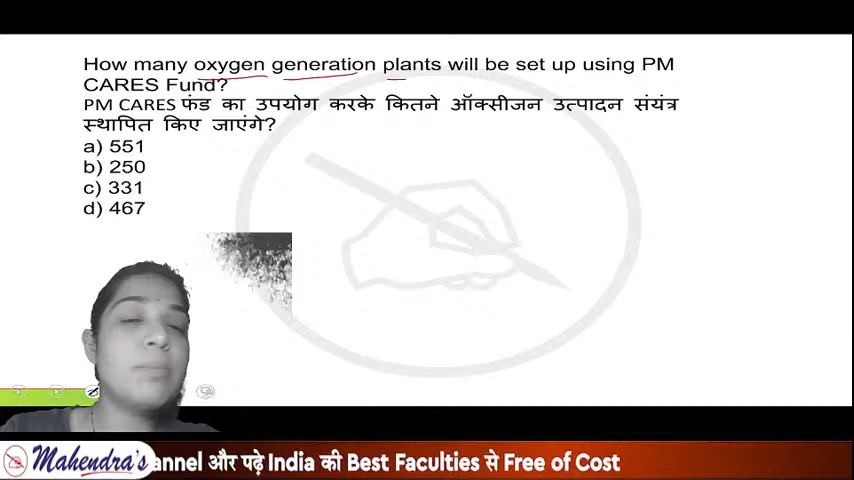 How many oxygen generation plants will be set up using PM
CARES Fund?
PM CARES फंड का उपयोग करके कितने ऑक्सीजन उत्पादन संयंत्र
स्थापित किए जाएंगे?
a) 551
b) 250
c) 331
d) 467
Mahendra's annel और पढ़े India की Best Faculties से Free of Cost